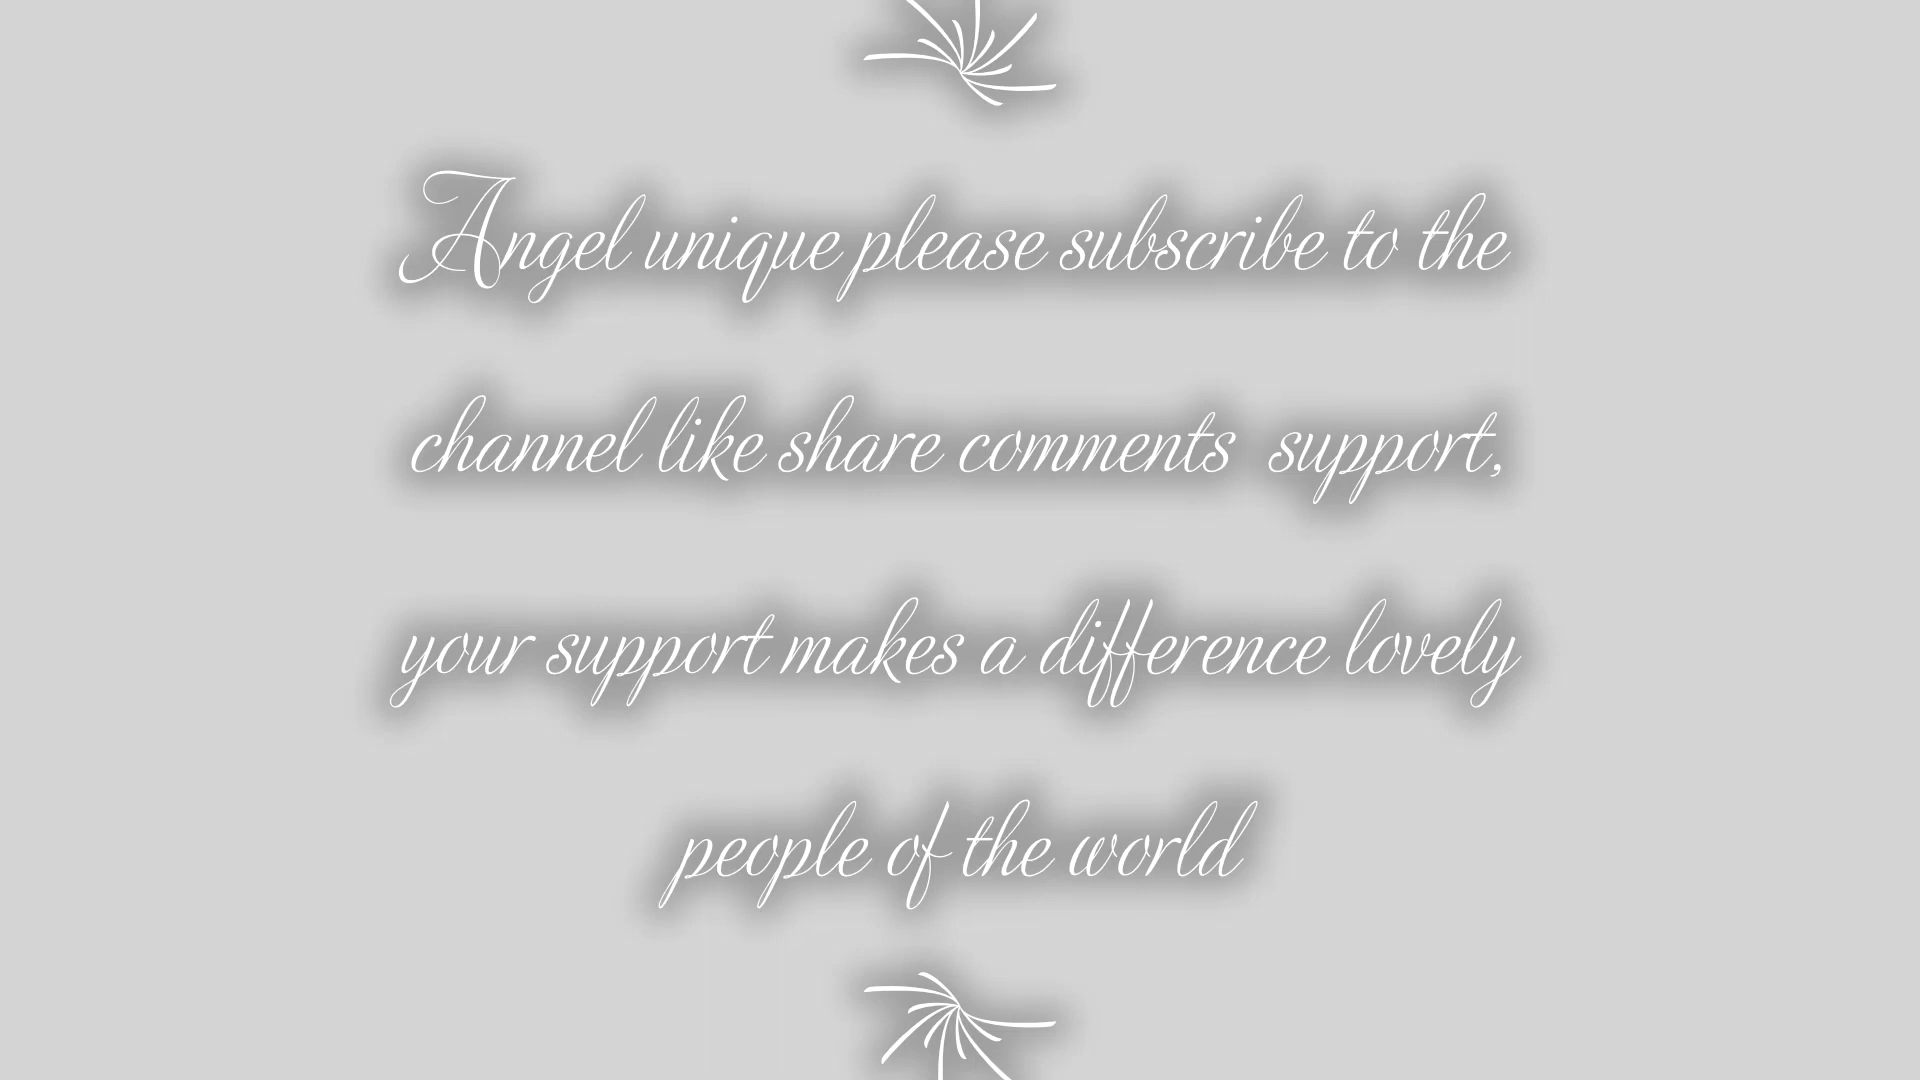 Angel unique please subscribe to the
channel like share comments  support,
your support makes a difference lovely
people of the world